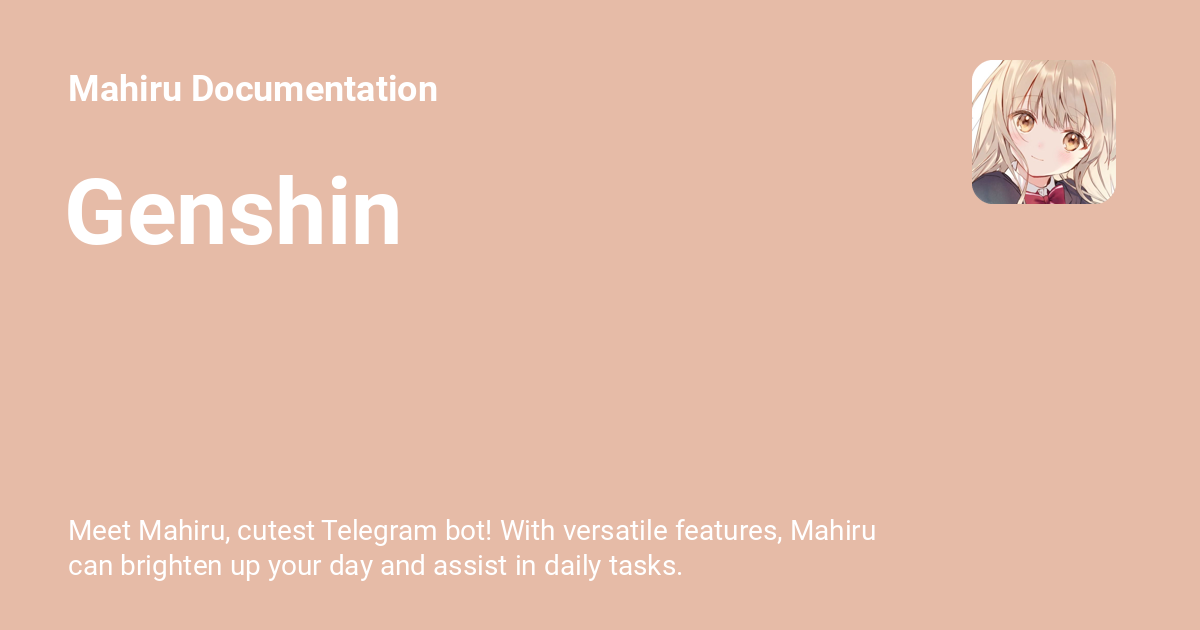 Mahiru Documentation
Genshin
Meet Mahiru, cutest Telegram bot! With versatile features, Mahiru
can brighten up your day and assist in daily tasks.